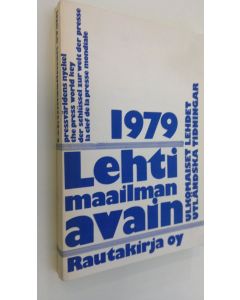 pressvärldens nyckel
the press world key
der schlüssel zur welt der presse
la clef de la presse mondiale
1979
Lehti
maailman
avain
Rautakirja oy
ULKOMAISET LEHDET
UTLÄNDSKA TIDNINGAR